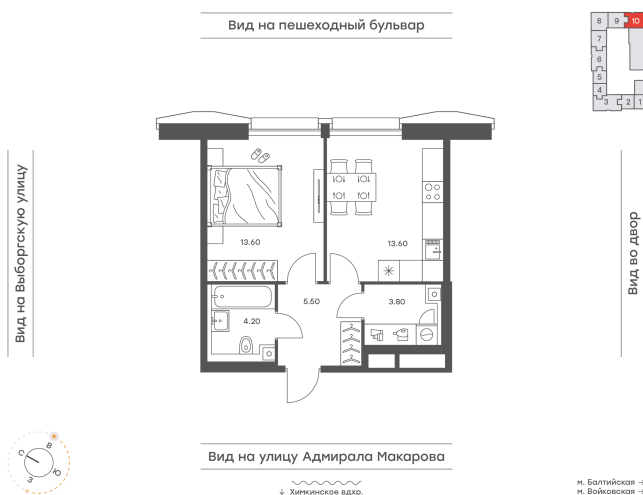 Вид на пешеходный бульвар
8 9 10
7
6
5
4
3 2 1
Вид на Выборгскую улицу
Вид во двор
13.60
13.60
5.50
3.80
4.20
Вид на улицу Адмирала Макарова
↓ Химкинское вдхр.
С
В
Ю
З
м. Балтийская
м. Войковская